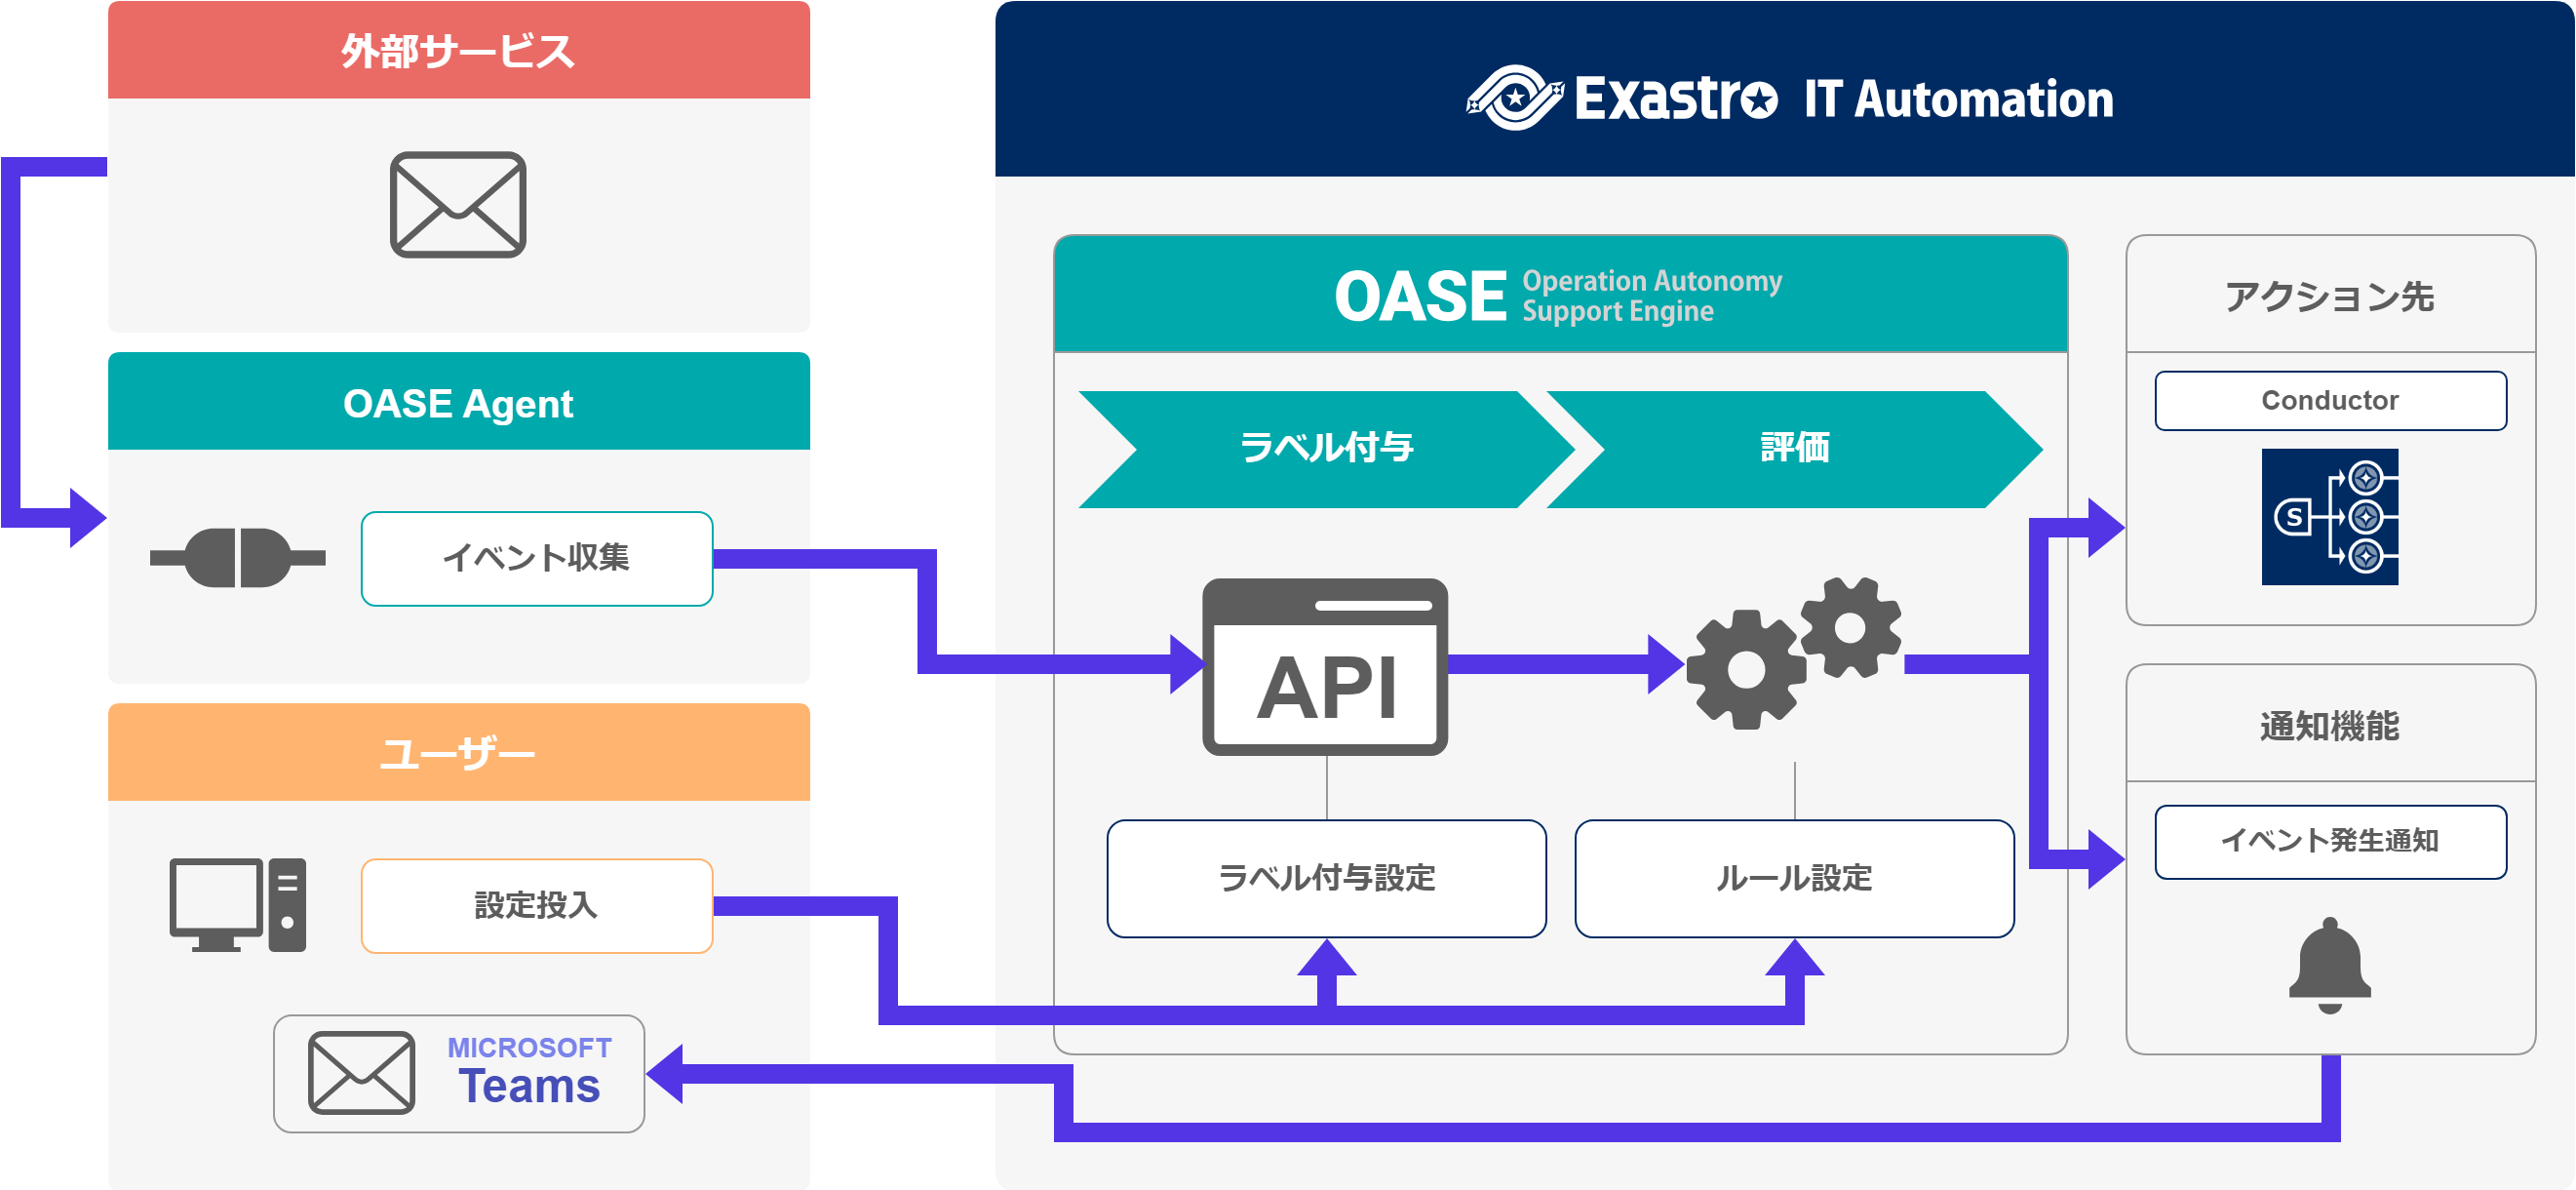 外部サービス
OASE Agent
イベント収集
ユーザー
設定投入
MICROSOFT
Teams
Exastro IT Automation
OASE Operation Autonomy
Support Engine
ラベル付与
評価
API
ラベル付与設定
ルール設定
アクション先
Conductor
S
通知機能
イベント発生通知